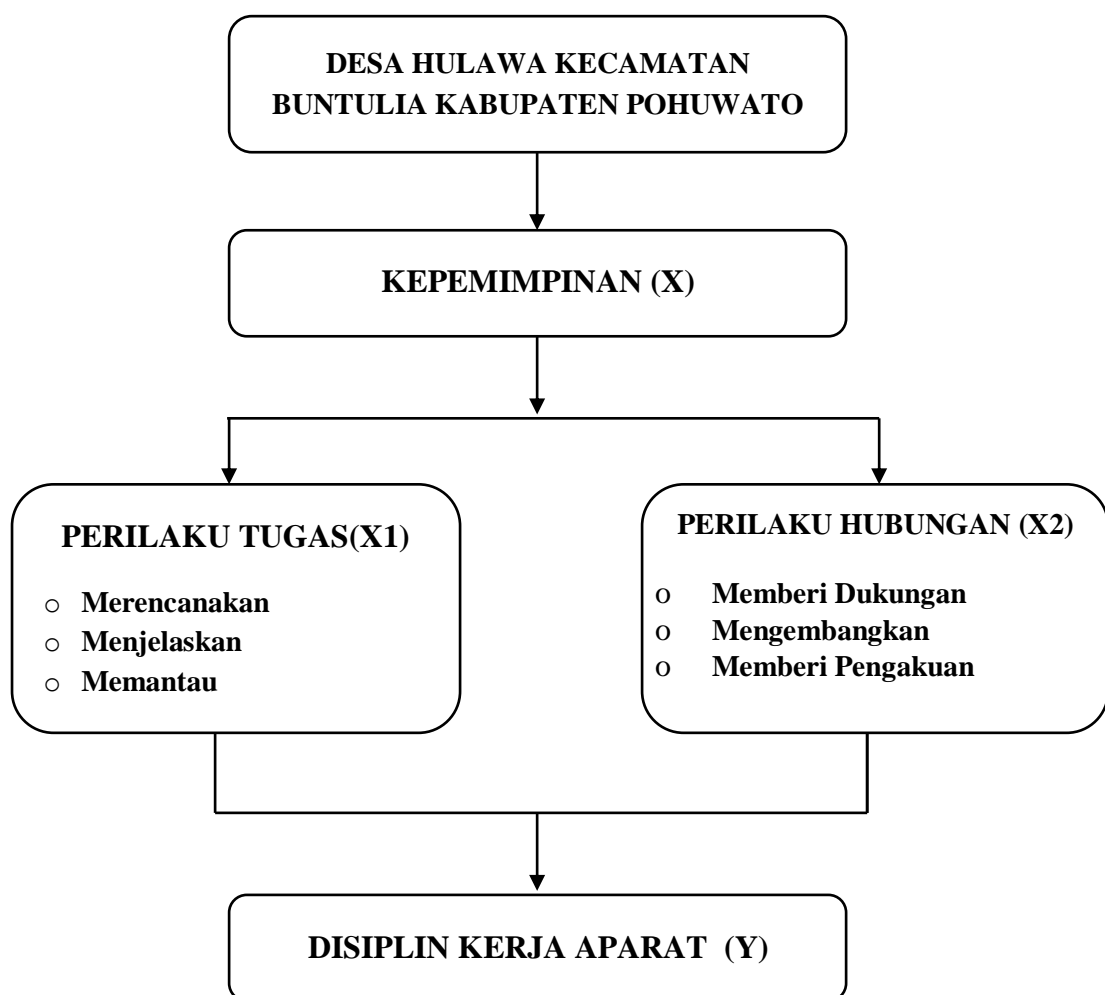 DESA HULAWA KECAMATAN
BUNTULIA KABUPATEN POHUWATO
KEPEMIMPINAN (X)
PERILAKU TUGAS(X1)
o Merencanakan
o Menjelaskan
o Memantau
PERILAKU HUBUNGAN (X2)
o Memberi Dukungan
o Mengembangkan
o Memberi Pengakuan
DISIPLIN KERJA APARAT (Y)